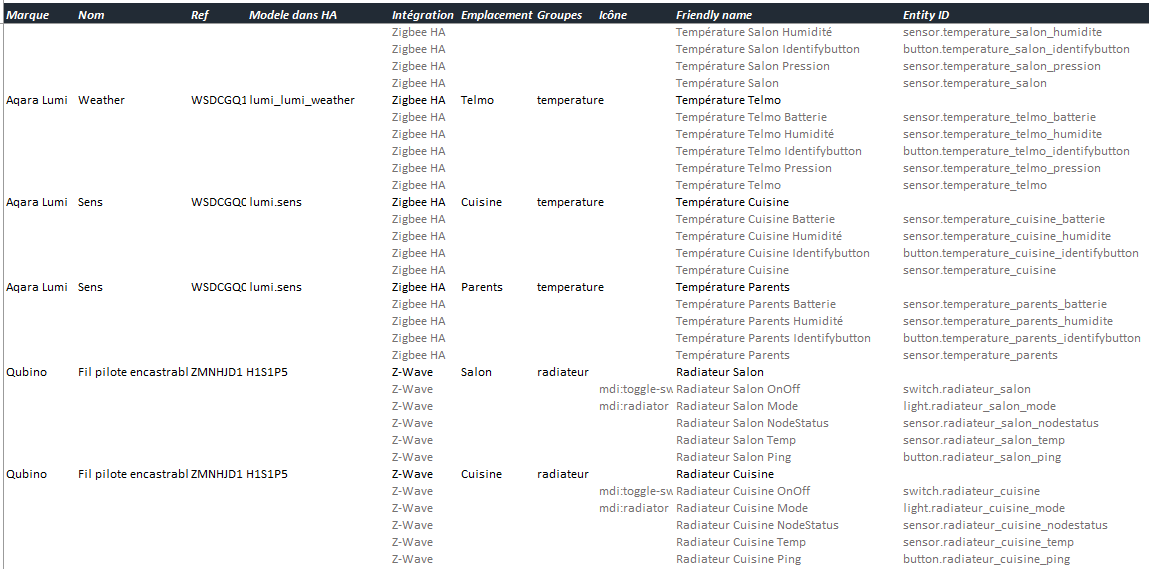 Marque Nom Ref Modele dans HA Intégration Emplacement Groupes Icône Friendly name Entity ID
Zigbee HA Température Salon Humidité sensor.temperature_salon_humidite
Zigbee HA Température Salon Identifybutton button.temperature_salon_identifybutton
Zigbee HA Température Salon Pression sensor.temperature_salon_pression
Zigbee HA Température Salon sensor.temperature_salon
Aqara Lumi Weather WSDCGQ1 lumi_lumi_weather Zigbee HA Telmo temperature Température Telmo
Zigbee HA Température Telmo Batterie sensor.temperature_telmo_batterie
Zigbee HA Température Telmo Humidité sensor.temperature_telmo_humidite
Zigbee HA Température Telmo Identifybutton button.temperature_telmo_identifybutton
Zigbee HA Température Telmo Pression sensor.temperature_telmo_pression
Zigbee HA Température Telmo sensor.temperature_telmo
Aqara Lumi Sens WSDCGQ0 lumi.sens Zigbee HA Cuisine temperature Température Cuisine
Zigbee HA Température Cuisine Batterie sensor.temperature_cuisine_batterie
Zigbee HA Température Cuisine Humidité sensor.temperature_cuisine_humidite
Zigbee HA Température Cuisine Identifybutton button.temperature_cuisine_identifybutton
Zigbee HA Température Cuisine sensor.temperature_cuisine
Aqara Lumi Sens WSDCGQ0 lumi.sens Zigbee HA Parents temperature Température Parents
Zigbee HA Température Parents Batterie sensor.temperature_parents_batterie
Zigbee HA Température Parents Humidité sensor.temperature_parents_humidite
Zigbee HA Température Parents Identifybutton button.temperature_parents_identifybutton
Zigbee HA Température Parents sensor.temperature_parents
Qubino Fil pilote encastrabl ZMNHJD1 H1S1P5 Z-Wave Salon radiateur Radiateur Salon
Z-Wave mdi:toggle-sw Radiateur Salon OnOff switch.radiateur_salon
Z-Wave mdi:radiator Radiateur Salon Mode light.radiateur_salon_mode
Z-Wave Radiateur Salon NodeStatus sensor.radiateur_salon_nodestatus
Z-Wave Radiateur Salon Temp sensor.radiateur_salon_temp
Z-Wave Radiateur Salon Ping button.radiateur_salon_ping
Qubino Fil pilote encastrabl ZMNHJD1 H1S1P5 Z-Wave Cuisine radiateur Radiateur Cuisine
Z-Wave mdi:toggle-sw Radiateur Cuisine OnOff switch.radiateur_cuisine
Z-Wave mdi:radiator Radiateur Cuisine Mode light.radiateur_cuisine_mode
Z-Wave Radiateur Cuisine NodeStatus sensor.radiateur_cuisine_nodestatus
Z-Wave Radiateur Cuisine Temp sensor.radiateur_cuisine_temp
Z-Wave Radiateur Cuisine Ping button.radiateur_cuisine_ping